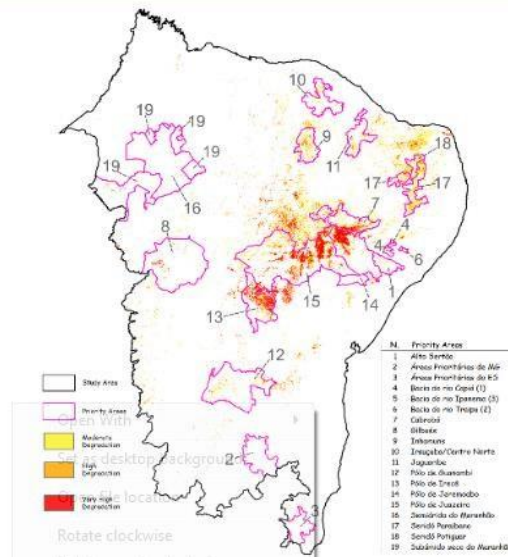 10
19
19
9
11
18
19
19
17
17
16
7
4
8
4
6
15
14
1
13
12
2
3
N. Priority Areas
1 Alto Sertão
2 Áreas Prioritárias de MG
3 Áreas Prioritárias do ES
4 Bacia do rio Capiá (1)
5 Bacia do rio Ipanema (3)
6 Bacia do rio Traipu (2)
7 Cabrobó
8 Gilbués
9 Inhamuns
10 Irauçuba/Centro Norte
11 Jaguaribe
12 Pólo de Guanambi
13 Pólo de Irecê
14 Pólo de Jeremoabo
15 Pólo de Juazeiro
16 Semiárido do Maranhão
17 Seridó Paraibano
18 Seridó Potiguar
19 Subúmido seco do Maranhã
Study Area
Priority Areas
Moderate
Degradation
High
Degradation
Very High
Degradation
Open With
Set as desktop background
Open file location
Rotate clockwise